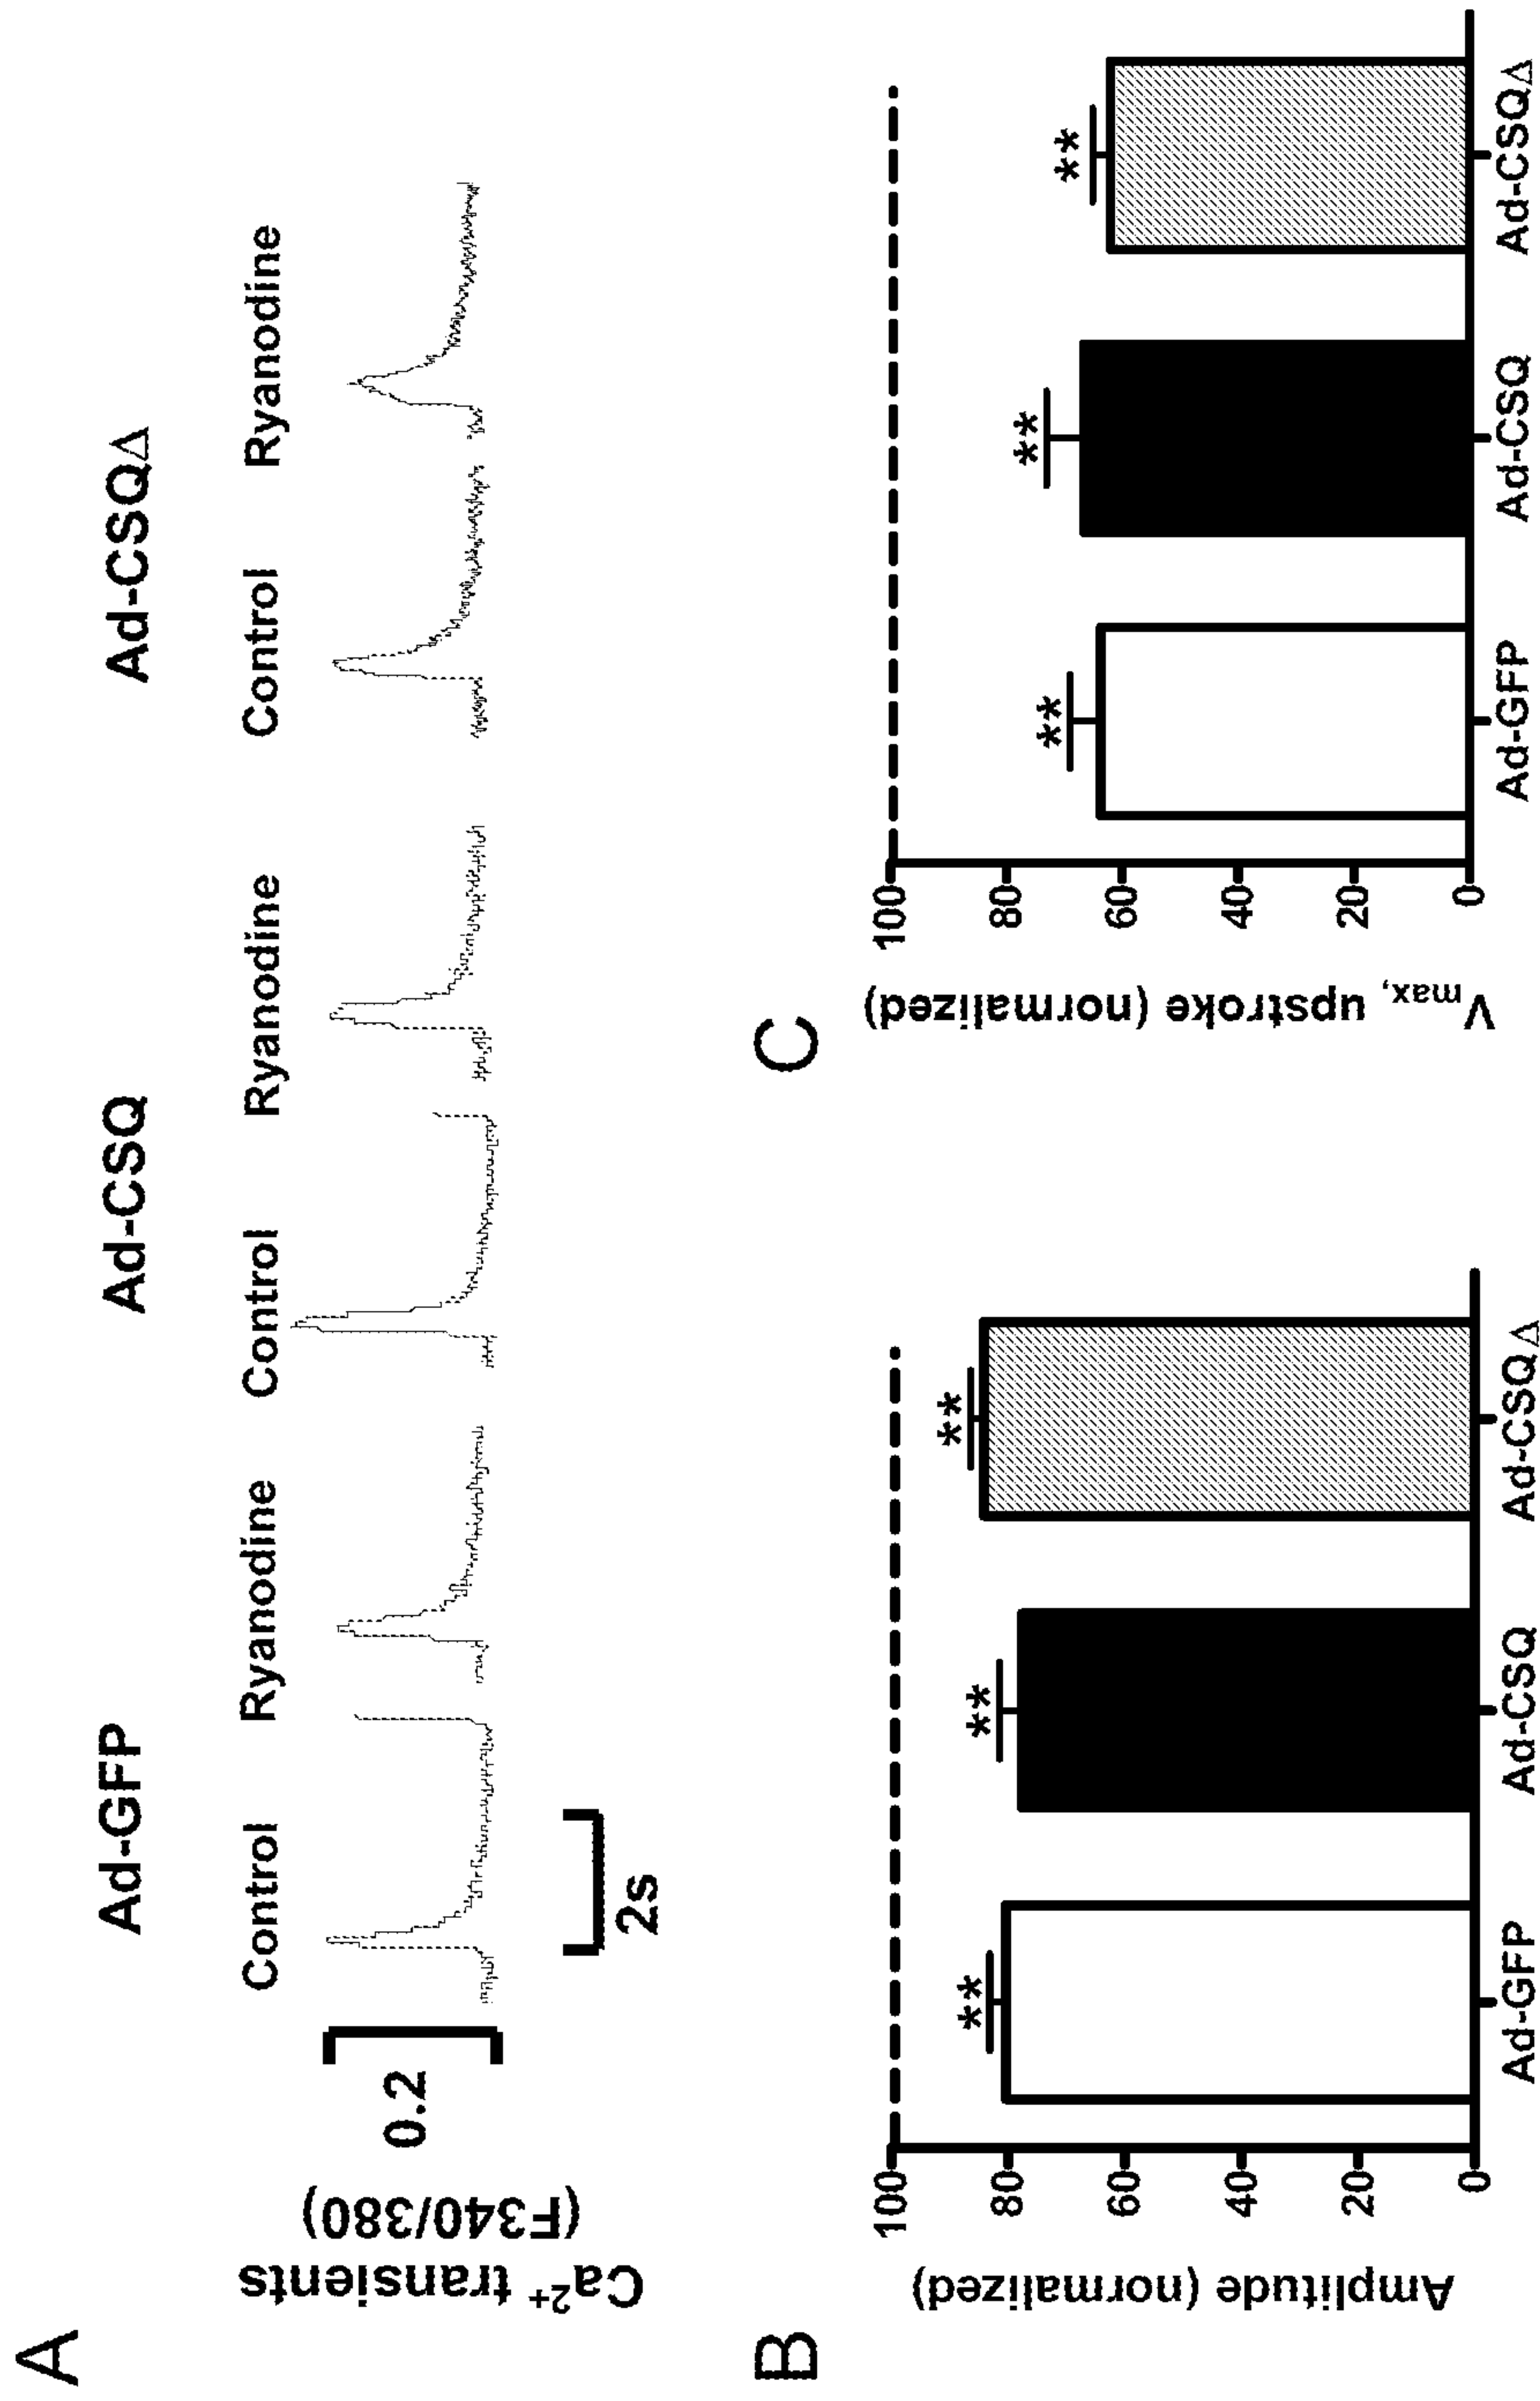 A
Ad-GFP
Ad-CSQ
Ad-CSQΔ
Control Ryanodine Control Ryanodine Control Ryanodine
Ca²⁺ transients
(F340/380)
0.2
2s
B
Amplitude (normalized)
100
80
60
40
20
0
** ** **
Ad-GFP Ad-CSQ Ad-CSQΔ
C
Vmax, upstroke (normalized)
100
80
60
40
20
0
** ** **
Ad-GFP Ad-CSQ Ad-CSQΔ